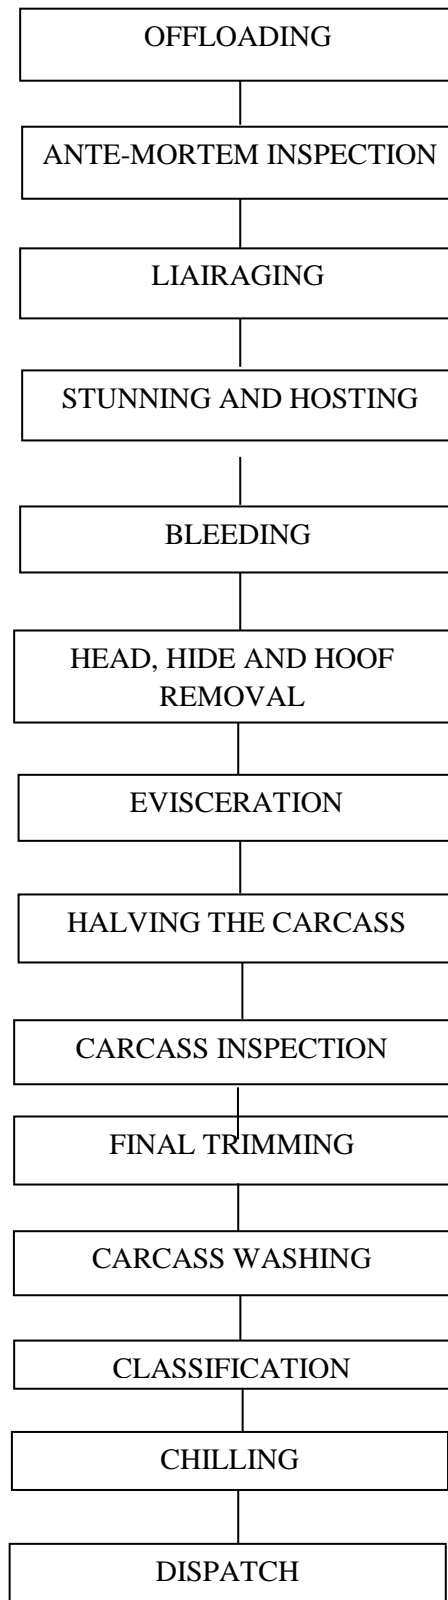 OFFLOADING
ANTE-MORTEM INSPECTION
LIAIRAGING
STUNNING AND HOSTING
BLEEDING
HEAD, HIDE AND HOOF
REMOVAL
EVISCERATION
HALVING THE CARCASS
CARCASS INSPECTION
FINAL TRIMMING
CARCASS WASHING
CLASSIFICATION
CHILLING
DISPATCH